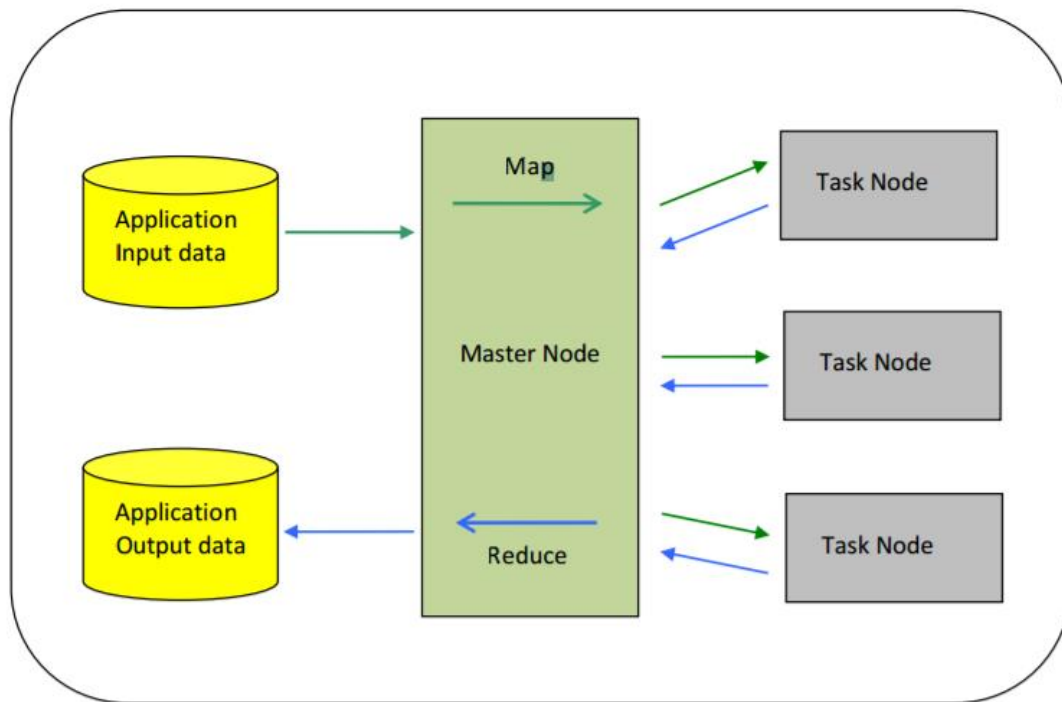 Map
Task Node
Application
Input data
Master Node
Task Node
Application
Output data
Reduce
Task Node